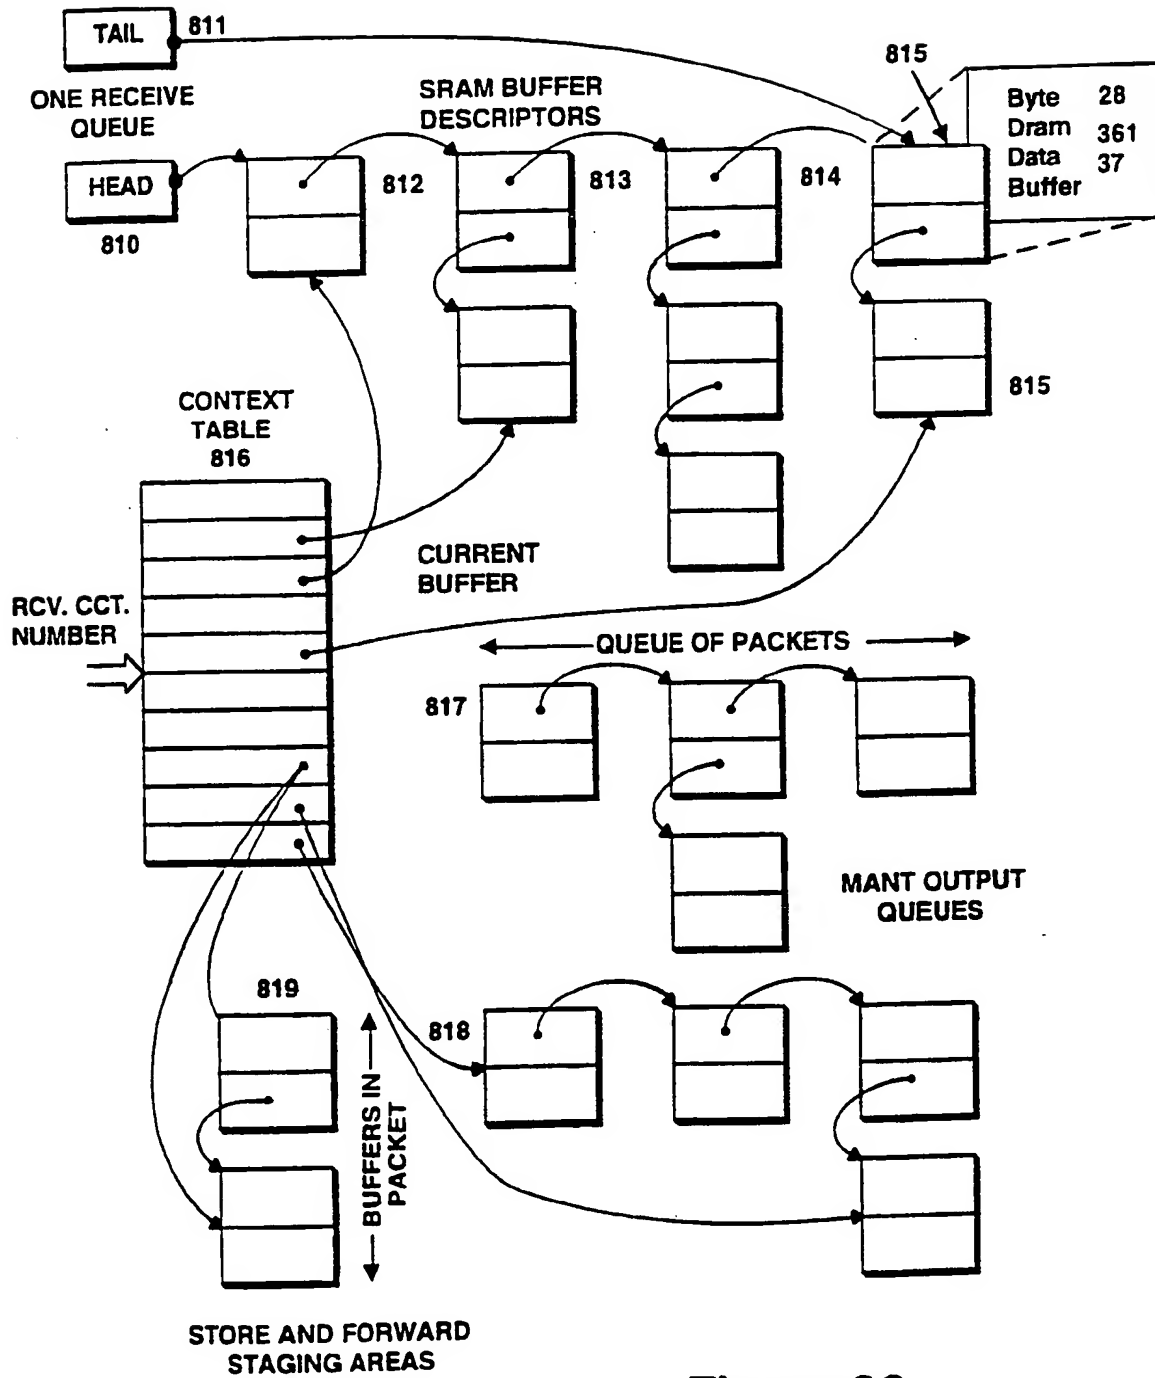 TAIL
811
ONE RECEIVE
QUEUE
HEAD
810
SRAM BUFFER
DESCRIPTORS
812
813
814
815
Byte 28
Dram 361
Data 37
Buffer
815
CONTEXT
TABLE
816
CURRENT
BUFFER
RCV. CCT.
NUMBER
QUEUE OF PACKETS
817
MANT OUTPUT
QUEUES
819
818
BUFFERS IN
PACKET
STORE AND FORWARD
STAGING AREAS